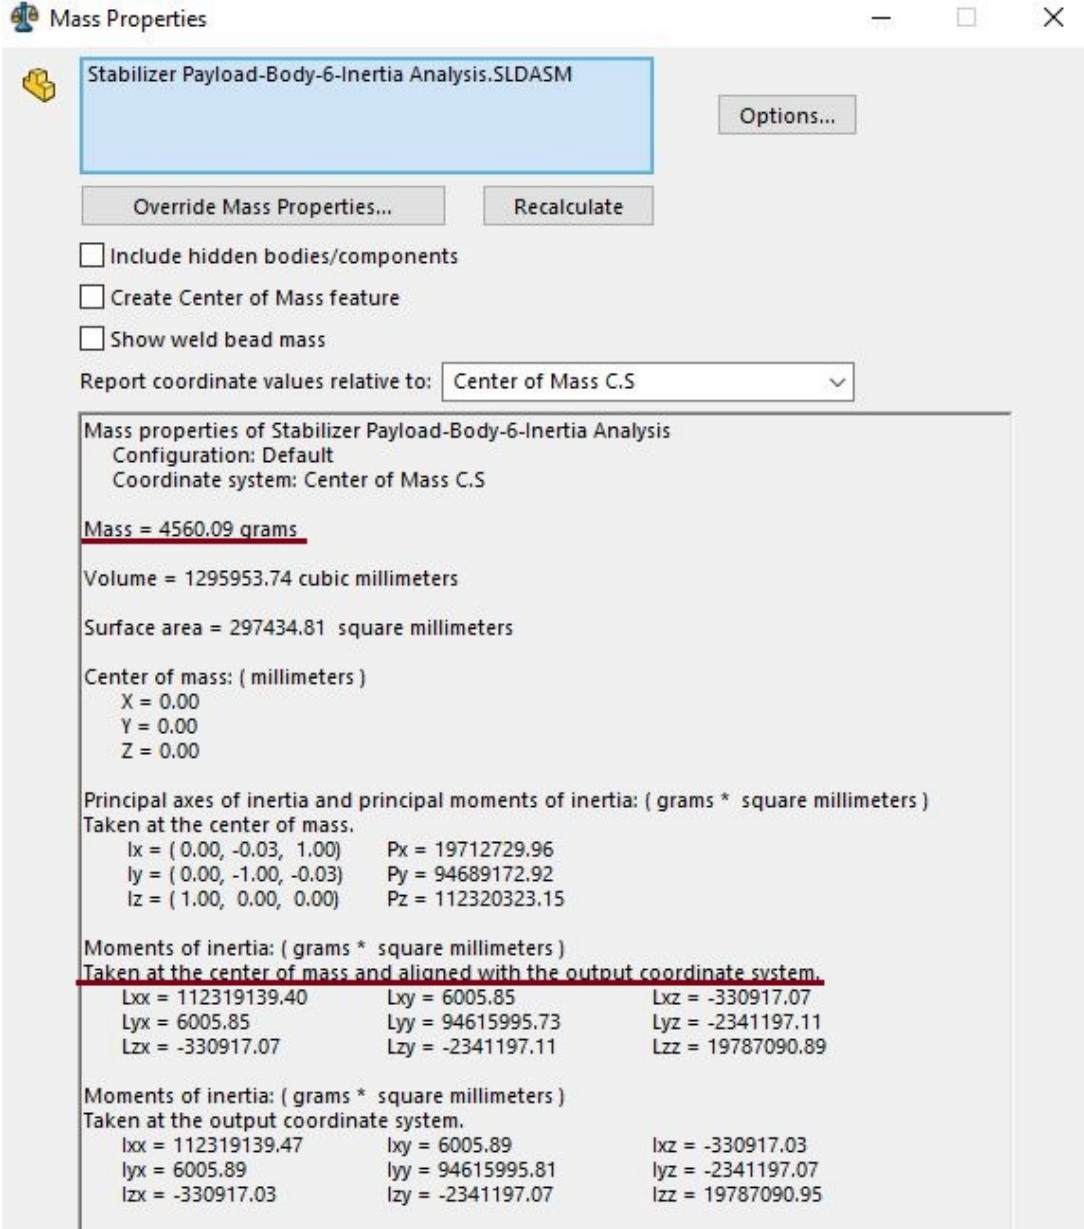 Mass Properties
Stabilizer Payload-Body-6-Inertia Analysis.SLDASM
Options...
Override Mass Properties...
Recalculate
Include hidden bodies/components
Create Center of Mass feature
Show weld bead mass
Report coordinate values relative to: Center of Mass C.S
Mass properties of Stabilizer Payload-Body-6-Inertia Analysis
Configuration: Default
Coordinate system: Center of Mass C.S
Mass = 4560.09 grams
Volume = 1295953.74 cubic millimeters
Surface area = 297434.81 square millimeters
Center of mass: ( millimeters )
X = 0.00
Y = 0.00
Z = 0.00
Principal axes of inertia and principal moments of inertia: ( grams * square millimeters )
Taken at the center of mass.
Ix = ( 0.00, -0.03, 1.00) Px = 19712729.96
Iy = ( 0.00, -1.00, -0.03) Py = 94689172.92
Iz = ( 1.00, 0.00, 0.00) Pz = 112320323.15
Moments of inertia: ( grams * square millimeters )
Taken at the center of mass and aligned with the output coordinate system.
Lxx = 112319139.40 Lxy = 6005.85 Lxz = -330917.07
Lyx = 6005.85 Lyy = 94615995.73 Lyz = -2341197.11
Lzx = -330917.07 Lzy = -2341197.11 Lzz = 19787090.89
Moments of inertia: ( grams * square millimeters )
Taken at the output coordinate system.
Ixx = 112319139.47 Ixy = 6005.89 Ixz = -330917.03
Iyx = 6005.89 Iyy = 94615995.81 Iyz = -2341197.07
Izx = -330917.03 Izy = -2341197.07 Izz = 19787090.95